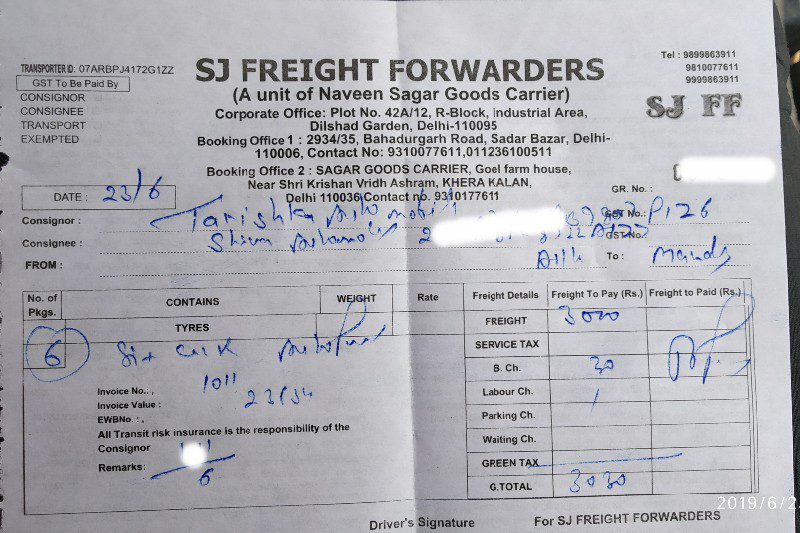 Tel : 9899863911
9810077611
9999863911
TRANSPORTER ID: 07ARBPJ4172G1ZZ
GST To Be Paid By
CONSIGNOR
CONSIGNEE
TRANSPORT
EXEMPTED
SJ FREIGHT FORWARDERS
(A unit of Naveen Sagar Goods Carrier)
SJ FF
Corporate Office: Plot No. 42A/12, R-Block, Industrial Area,
Dilshad Garden, Delhi-110095
Booking Office 1 : 2934/35, Bahadurgarh Road, Sadar Bazar, Delhi-
110006, Contact No: 9310077611,011236100511
Booking Office 2 : SAGAR GOODS CARRIER, Goel farm house,
Near Shri Krishan Vridh Ashram, KHERA KALAN,
Delhi 110036 Contact no. 9310177611
DATE : 23/6
GR. No. :
Consignor : Tarishka GST No.:
Consignee : Shiva GST No.
FROM : To :
No. of Pkgs. CONTAINS WEIGHT Rate Freight Details Freight To Pay (Rs.) Freight to Paid (Rs.)
TYRES
6 Six
FREIGHT 3000
SERVICE TAX
B. Ch. 30
Labour Ch. /
Parking Ch.
Waiting Ch.
GREEN TAX
G.TOTAL 3030
Invoice No.: , 1011
Invoice Value :
EWBNo. : ,
All Transit risk insurance is the responsibility of the
Consignor
Remarks: 6
Driver's Signature
For SJ FREIGHT FORWARDERS
2019/6/2